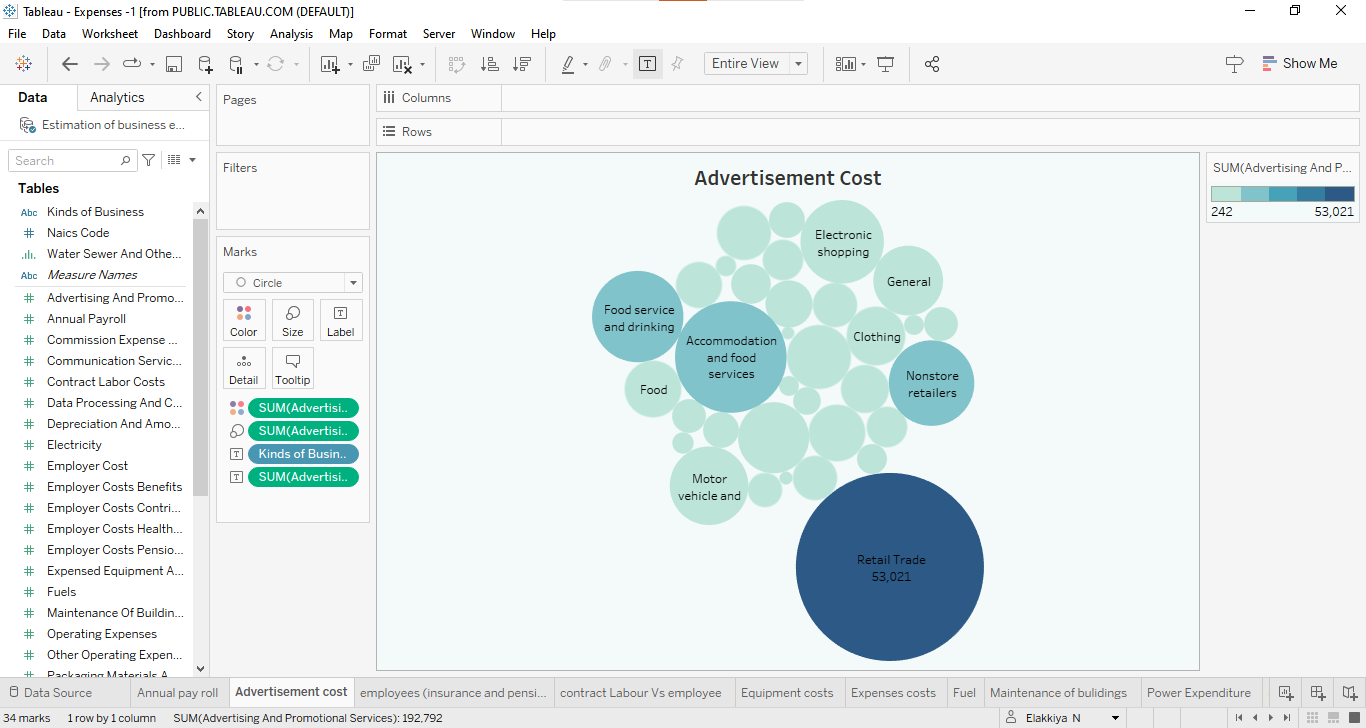 Tableau - Expenses -1 [from PUBLIC.TABLEAU.COM (DEFAULT)]
File Data Worksheet Dashboard Story Analysis Map Format Server Window Help
Entire View
Show Me
Data Analytics
Estimation of business e...
Search
Tables
Abc Kinds of Business
Naics Code
Water Sewer And Othe...
Abc Measure Names
Advertising And Promo...
Annual Payroll
Commission Expense ...
Communication Servic...
Contract Labor Costs
Data Processing And C...
Depreciation And Amo...
Electricity
Employer Cost
Employer Costs Benefits
Employer Costs Contri...
Employer Costs Health...
Employer Costs Pensio...
Expensed Equipment A...
Fuels
Maintenance Of Buildin...
Operating Expenses
Other Operating Expen...
Packaging Materials A
Pages
Filters
Marks
Circle
Color Size Label
Detail Tooltip
SUM(Advertisi..
SUM(Advertisi..
Kinds of Busin..
SUM(Advertisi..
Columns
Rows
Advertisement Cost
Electronic
shopping
General
Food service
and drinking
Accommodation
and food
services
Clothing
Nonstore
retailers
Food
Motor
vehicle and
Retail Trade
53,021
SUM(Advertising And P...
242 53,021
Data Source Annual pay roll Advertisement cost employees (insurance and pensi... contract Labour Vs employee Equipment costs Expenses costs Fuel Maintenance of bulidings Power Expenditure
34 marks 1 row by 1 column SUM(Advertising And Promotional Services): 192,792 Elakkiya N